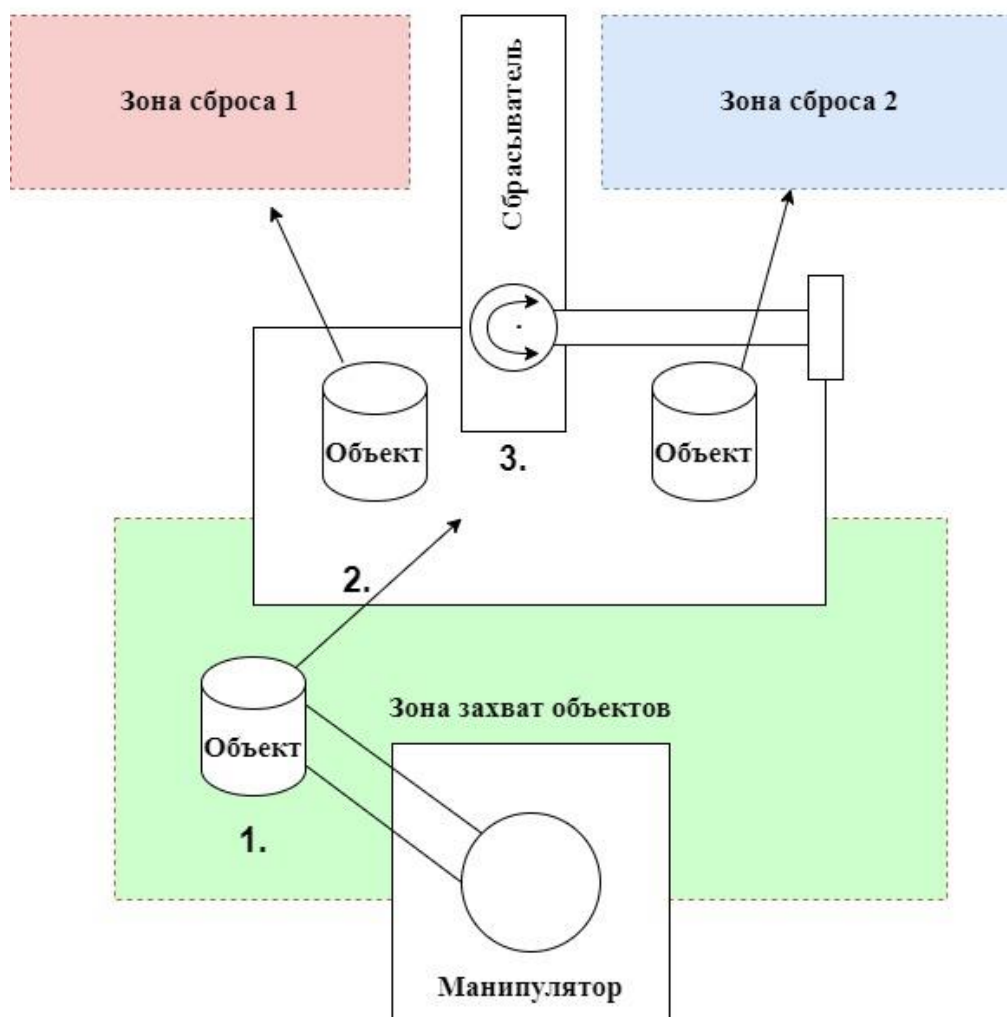 Зона сброса 1
Сбрасыватель
Зона сброса 2
Объект
3.
Объект
2.
Зона захват объектов
Объект
1.
Манипулятор